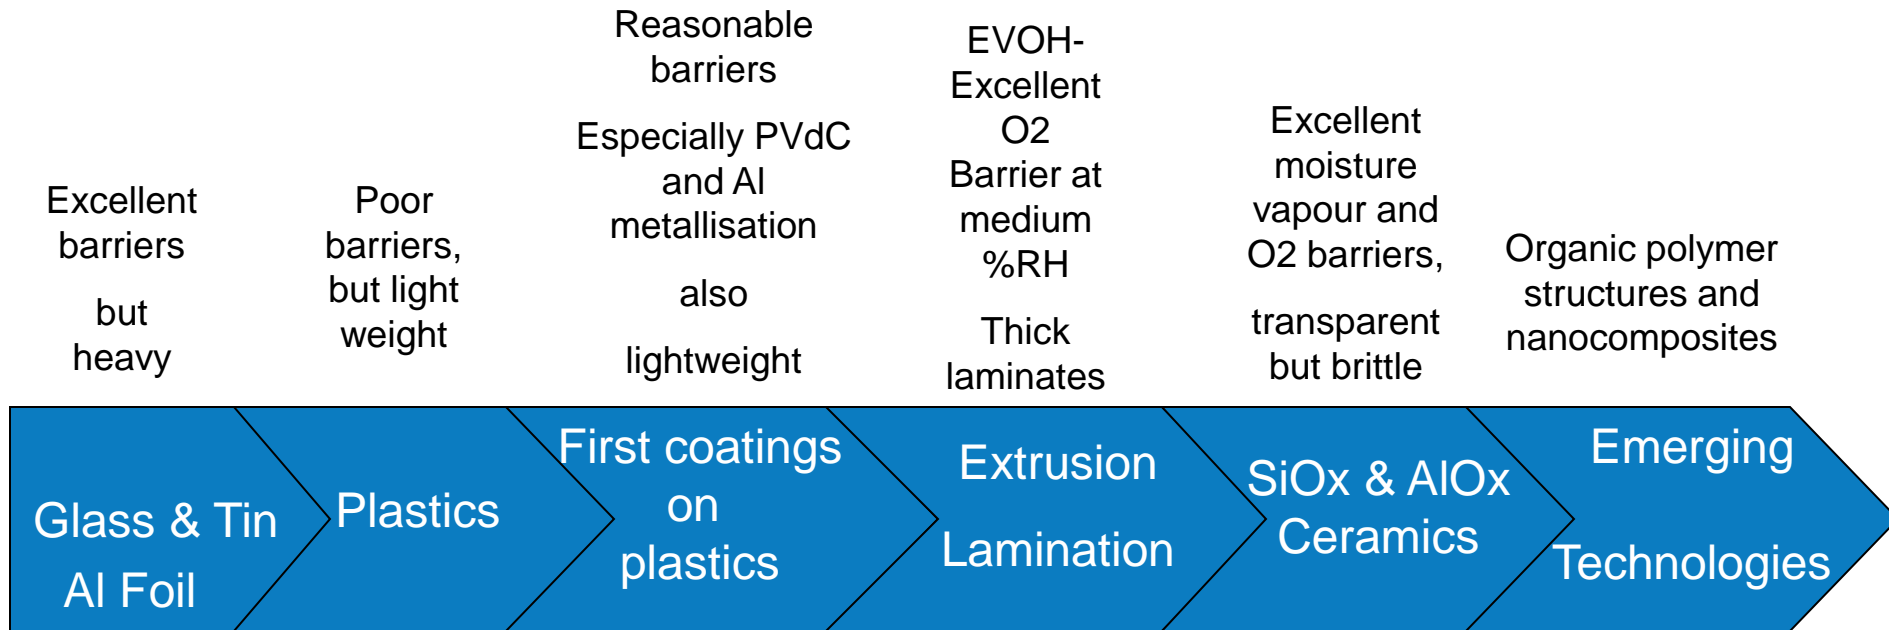 Excellent
barriers
but
heavy
Glass & Tin
Al Foil
Poor
barriers,
but light
weight
Plastics
Reasonable
barriers
Especially PVdC
and Al
metallisation
also
lightweight
First coatings
on
plastics
EVOH-
Excellent
O2
Barrier at
medium
%RH
Thick
laminates
Extrusion
Lamination
Excellent
moisture
vapour and
O2 barriers,
transparent
but brittle
SiOx & AlOx
Ceramics
Organic polymer
structures and
nanocomposites
Emerging
Technologies